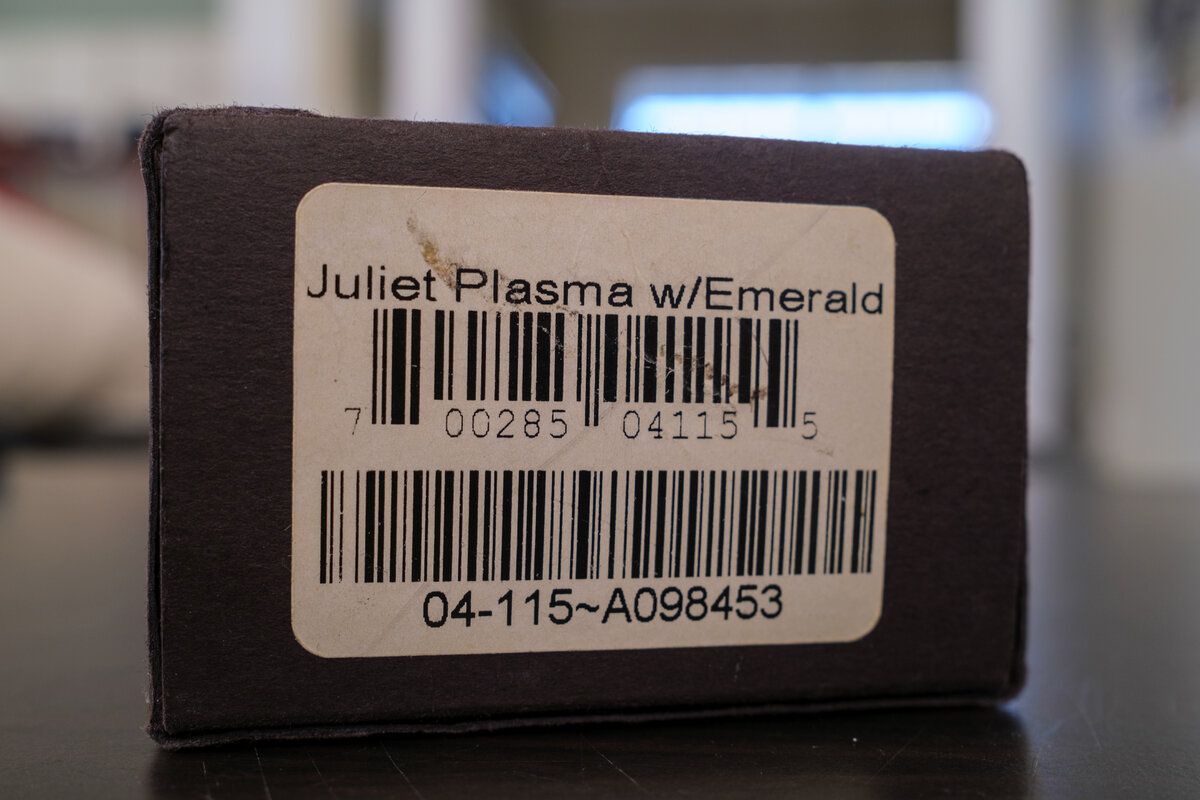 Juliet Plasma w/Emerald
7 00285 04115 5
04-115~A098453